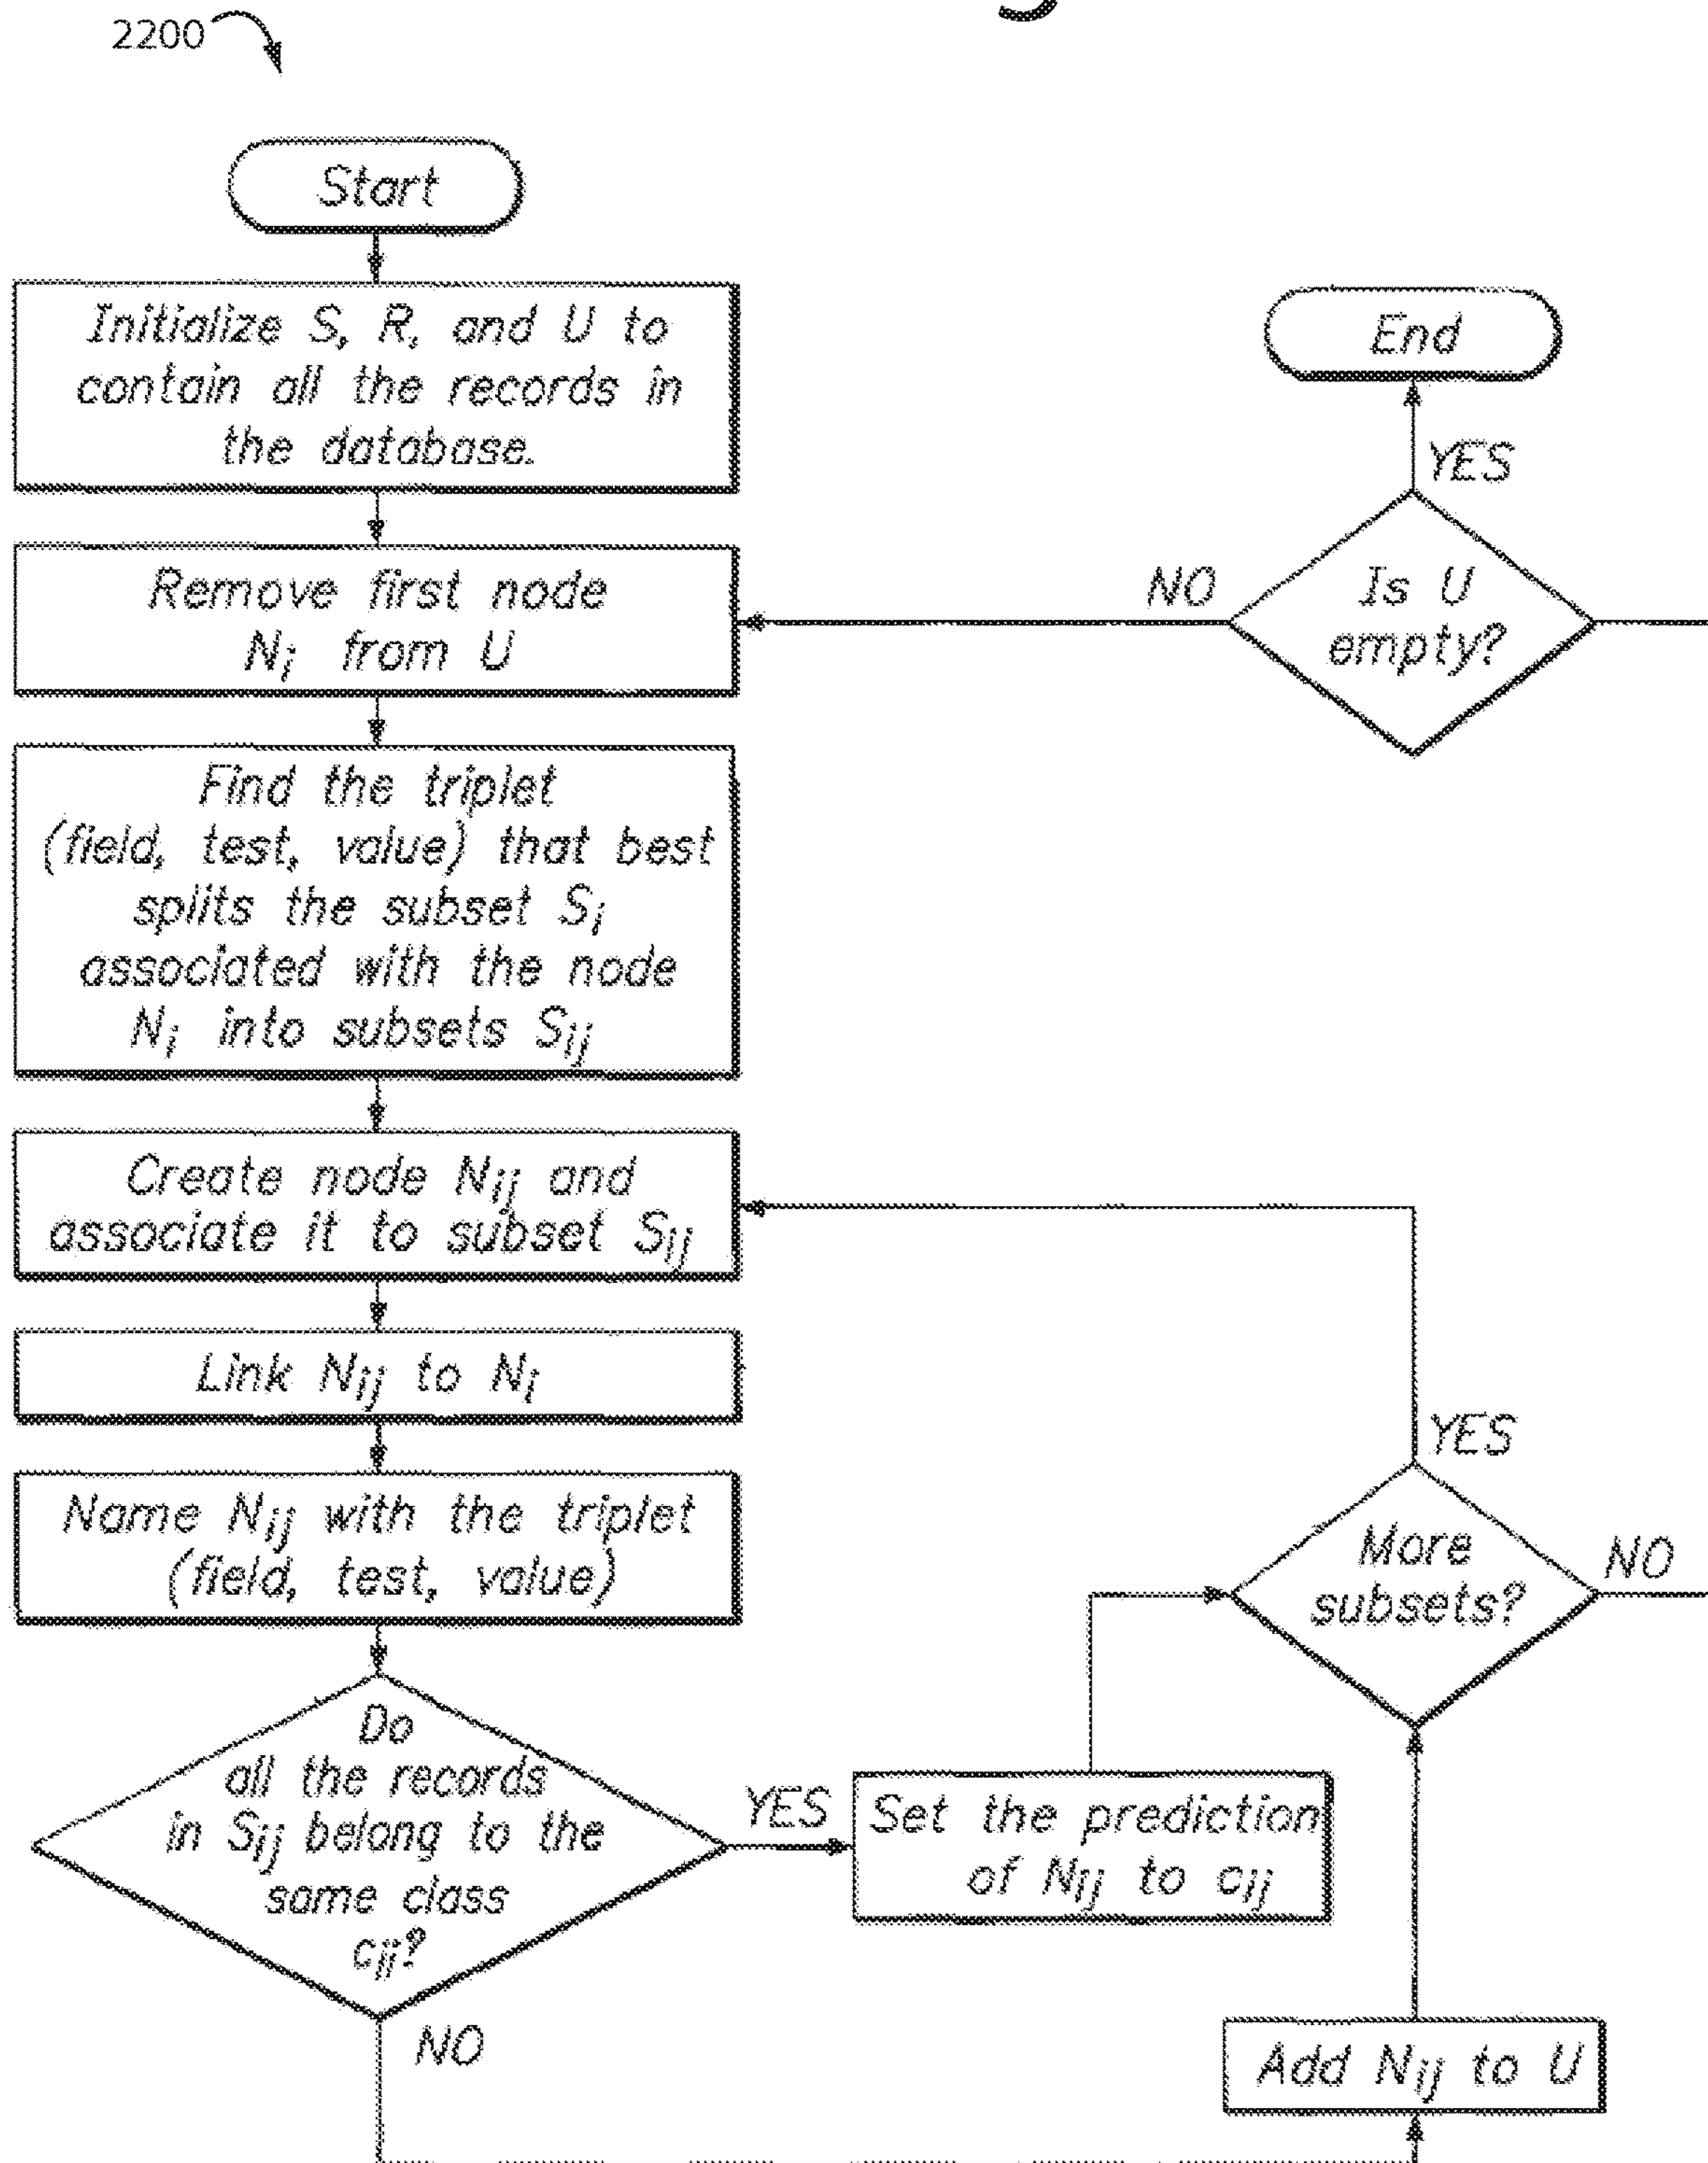 2200
Start
Initialize S, R, and U to
contain all the records in
the database.
Remove first node
Ni from U
Find the triplet
(field, test, value) that best
splits the subset Si
associated with the node
Ni into subsets Sij
Create node Nij and
associate it to subset Sij
Link Nij to Ni
Name Nij with the triplet
(field, test, value)
Do
all the records
in Sij belong to the
same class
cij?
YES
NO
Set the prediction
of Nij to cij
Add Nij to U
More
subsets?
YES
NO
Is U
empty?
NO
YES
End